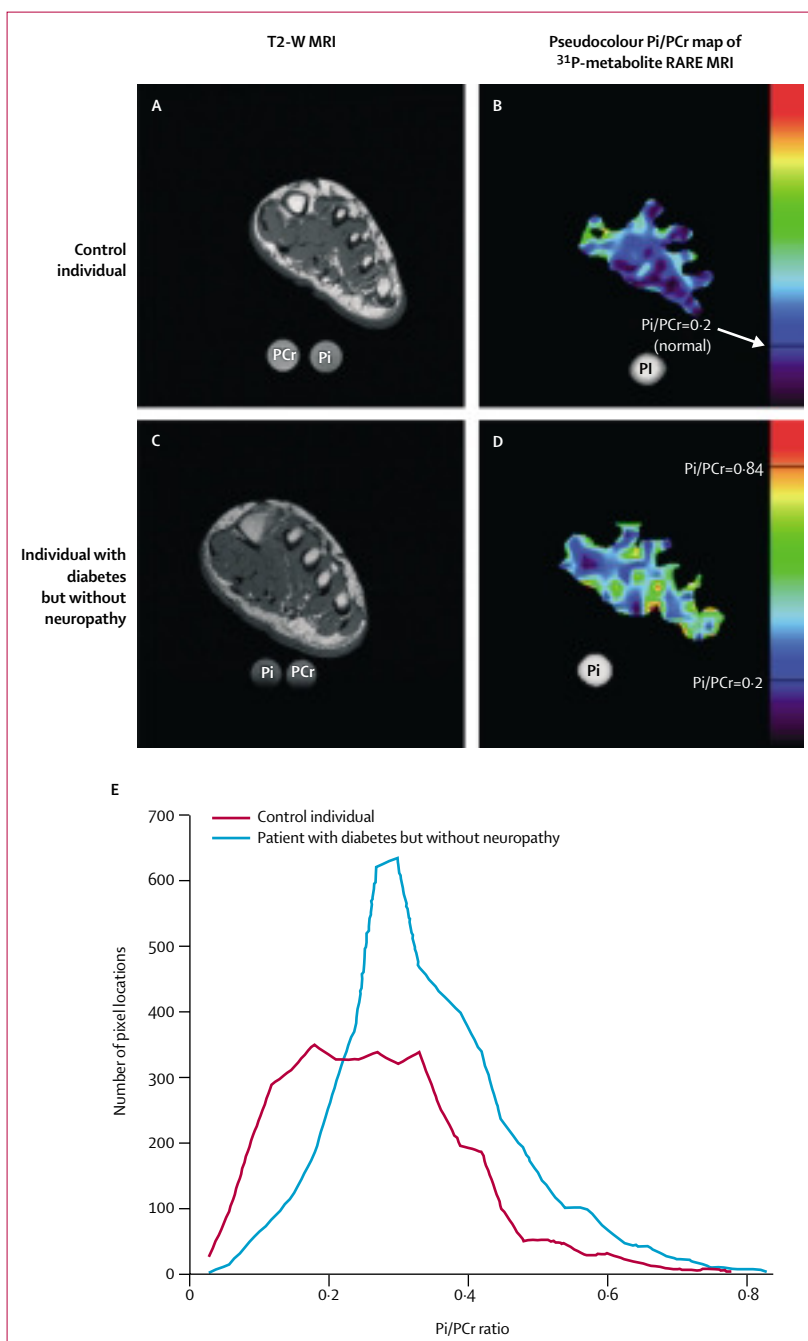 T2-W MRI
Pseudocolour Pi/PCr map of
³¹P-metabolite RARE MRI
Control
individual
A
PCr
Pi
B
Pi/PCr=0·2
(normal)
PI
Individual with
diabetes
but without
neuropathy
C
Pi
PCr
D
Pi/PCr=0·84
Pi
Pi/PCr=0·2
E
Control individual
Patient with diabetes but without neuropathy
Number of pixel locations
700
600
500
400
300
200
100
0
0
0·2
0·4
0·6
0·8
Pi/PCr ratio